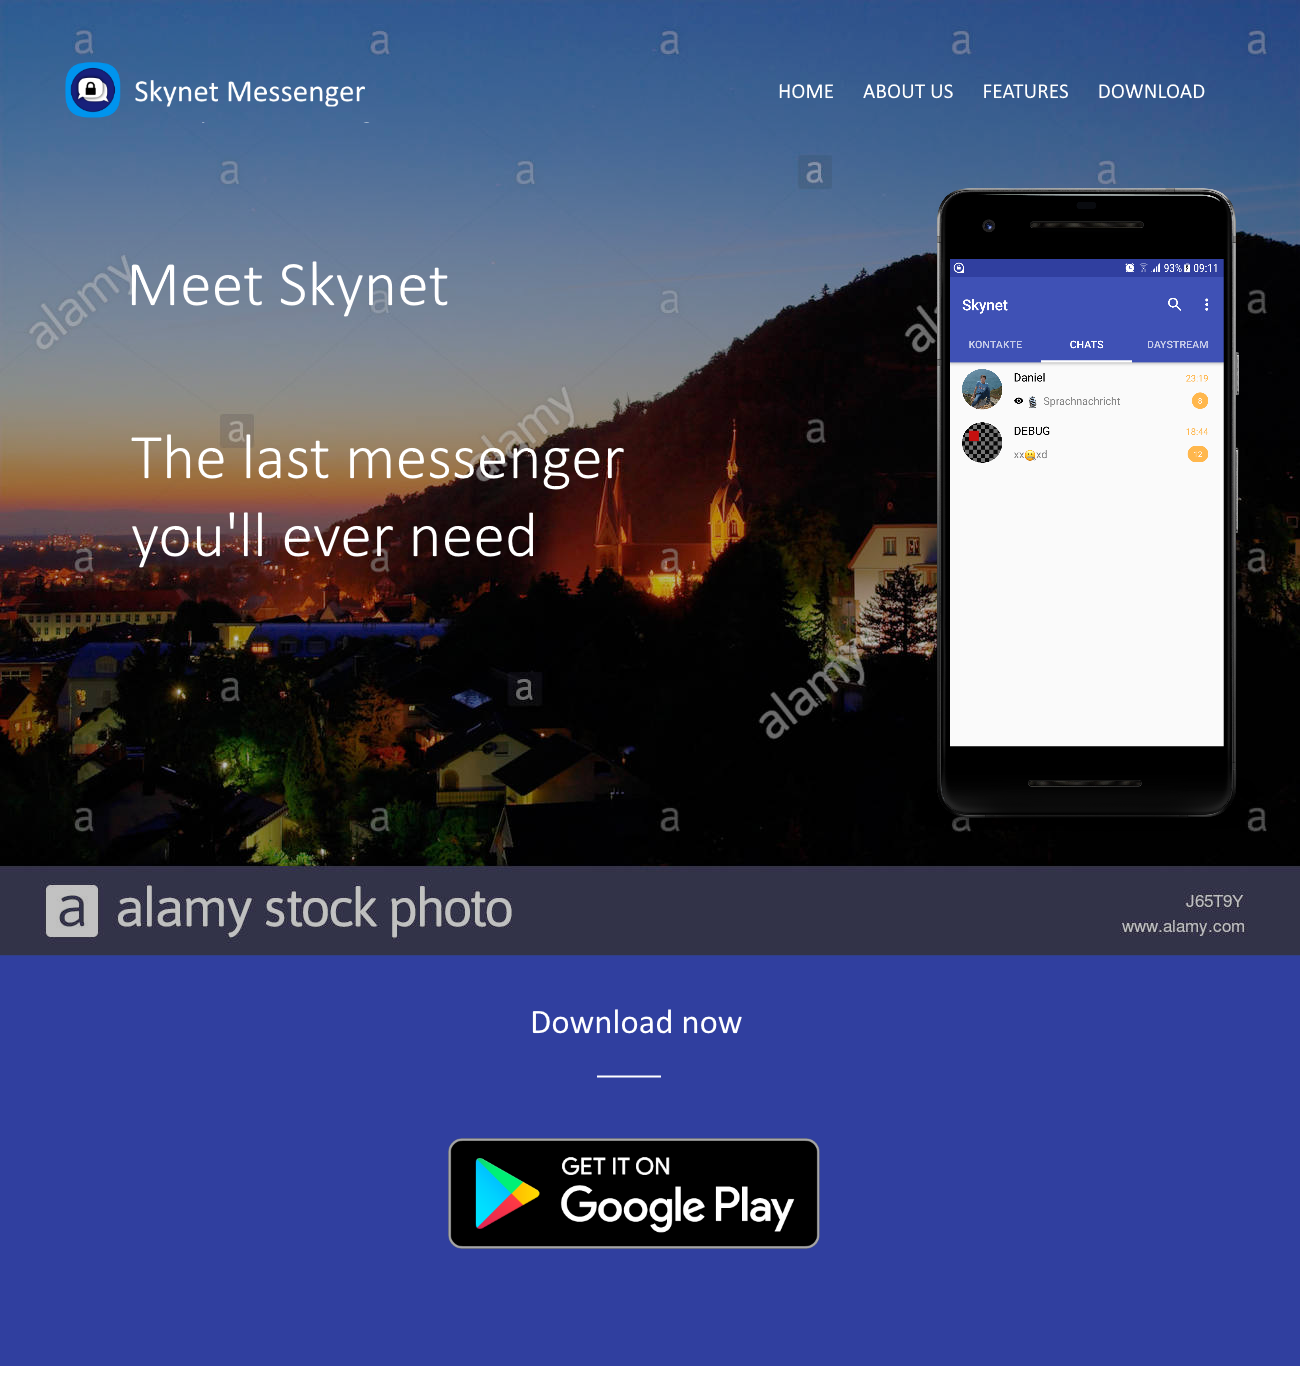 Skynet Messenger
HOME ABOUT US FEATURES DOWNLOAD
Meet Skynet
The last messenger
you'll ever need
93% 09:11
Skynet
KONTAKTE CHATS DAYSTREAM
Daniel 23:19
Sprachnachricht 3
DEBUG 18:44
xx😛xd 12
a
alamy
a alamy stock photo
J65T9Y
www.alamy.com
Download now
GET IT ON
Google Play